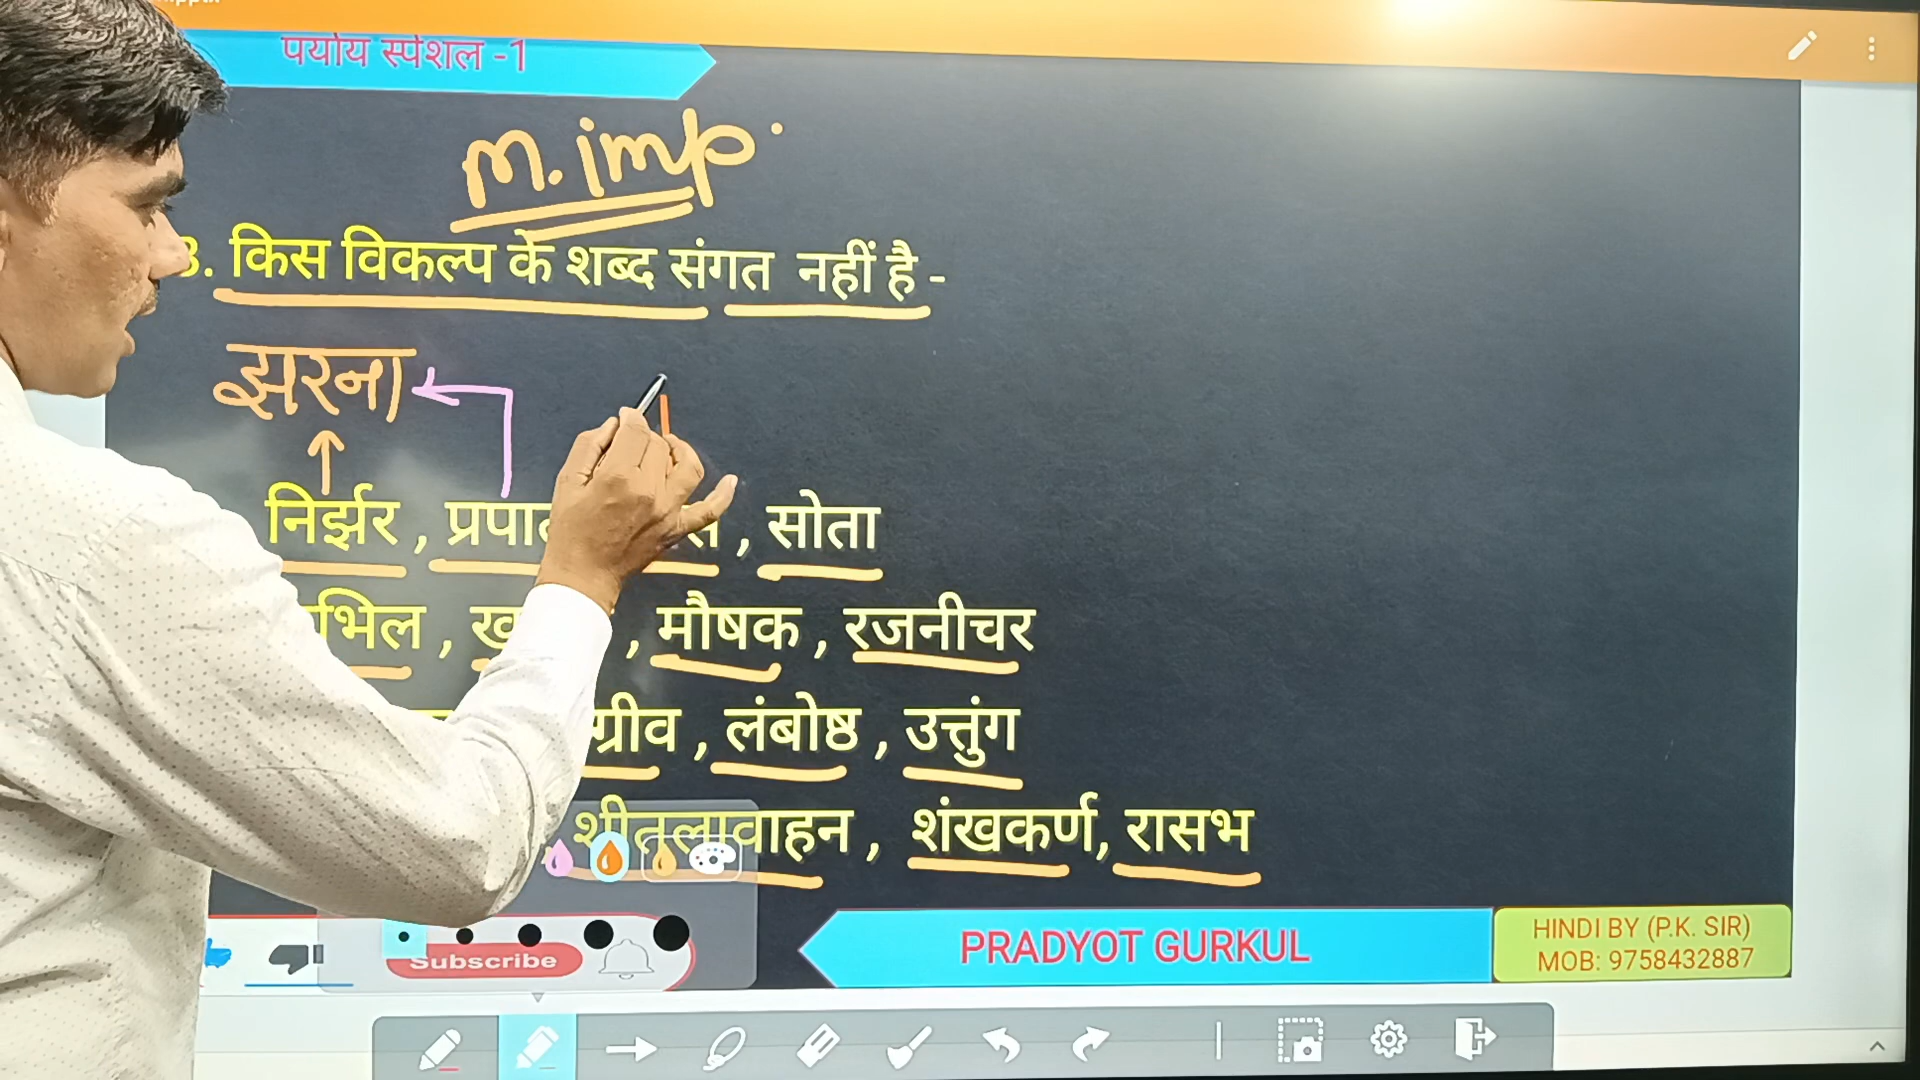 पर्याय स्पेशल -1
m. imp.
3. किस विकल्प के शब्द संगत नहीं है -
झरना
निर्झर , सोता
मौषक , रजनीचर
लंबोष्ठ , उत्तुंग
शीतलावाहन , शंखकर्ण, रासभ
Subscribe
PRADYOT GURKUL
HINDI BY (P.K. SIR)
MOB: 9758432887